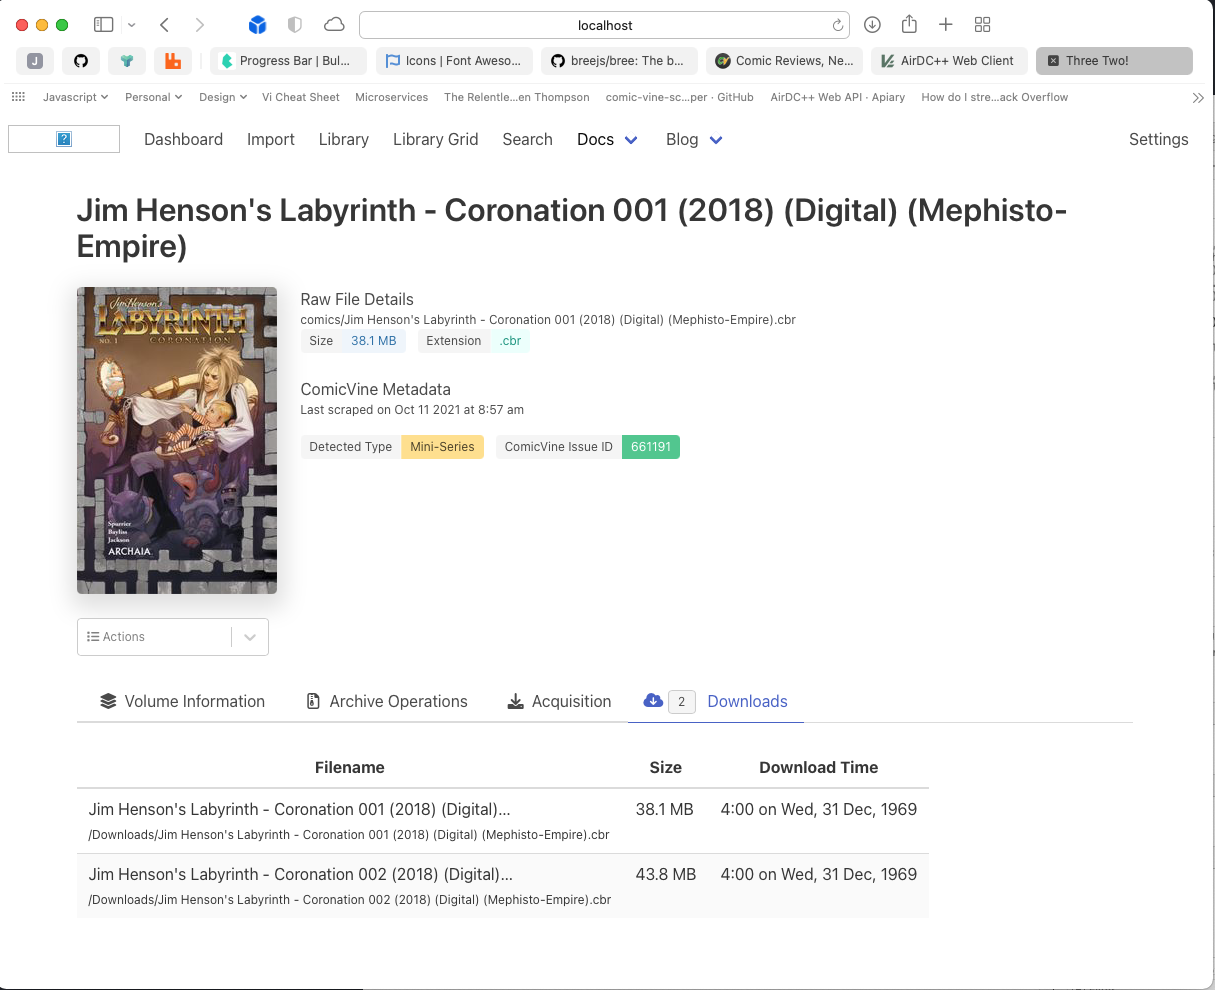 localhost
J
Progress Bar | Bul...
Icons | Font Aweso...
breejs/bree: The b...
Comic Reviews, Ne...
AirDC++ Web Client
Three Two!
Javascript
Personal
Design
Vi Cheat Sheet
Microservices
The Relentle...en Thompson
comic-vine-sc...per · GitHub
AirDC++ Web API · Apiary
How do I stre...ack Overflow
?
Dashboard
Import
Library
Library Grid
Search
Docs
Blog
Settings
Jim Henson's Labyrinth - Coronation 001 (2018) (Digital) (Mephisto-
Empire)
Jim Henson's
LABYRINTH
NO. 1 CORONATION
Spurrier
Bayliss
Jackson
ARCHAIA
Raw File Details
comics/Jim Henson's Labyrinth - Coronation 001 (2018) (Digital) (Mephisto-Empire).cbr
Size 38.1 MB Extension .cbr
ComicVine Metadata
Last scraped on Oct 11 2021 at 8:57 am
Detected Type Mini-Series ComicVine Issue ID 661191
Actions
Volume Information
Archive Operations
Acquisition
2 Downloads
Filename Size Download Time
Jim Henson's Labyrinth - Coronation 001 (2018) (Digital)... 38.1 MB 4:00 on Wed, 31 Dec, 1969
/Downloads/Jim Henson's Labyrinth - Coronation 001 (2018) (Digital) (Mephisto-Empire).cbr
Jim Henson's Labyrinth - Coronation 002 (2018) (Digital)... 43.8 MB 4:00 on Wed, 31 Dec, 1969
/Downloads/Jim Henson's Labyrinth - Coronation 002 (2018) (Digital) (Mephisto-Empire).cbr